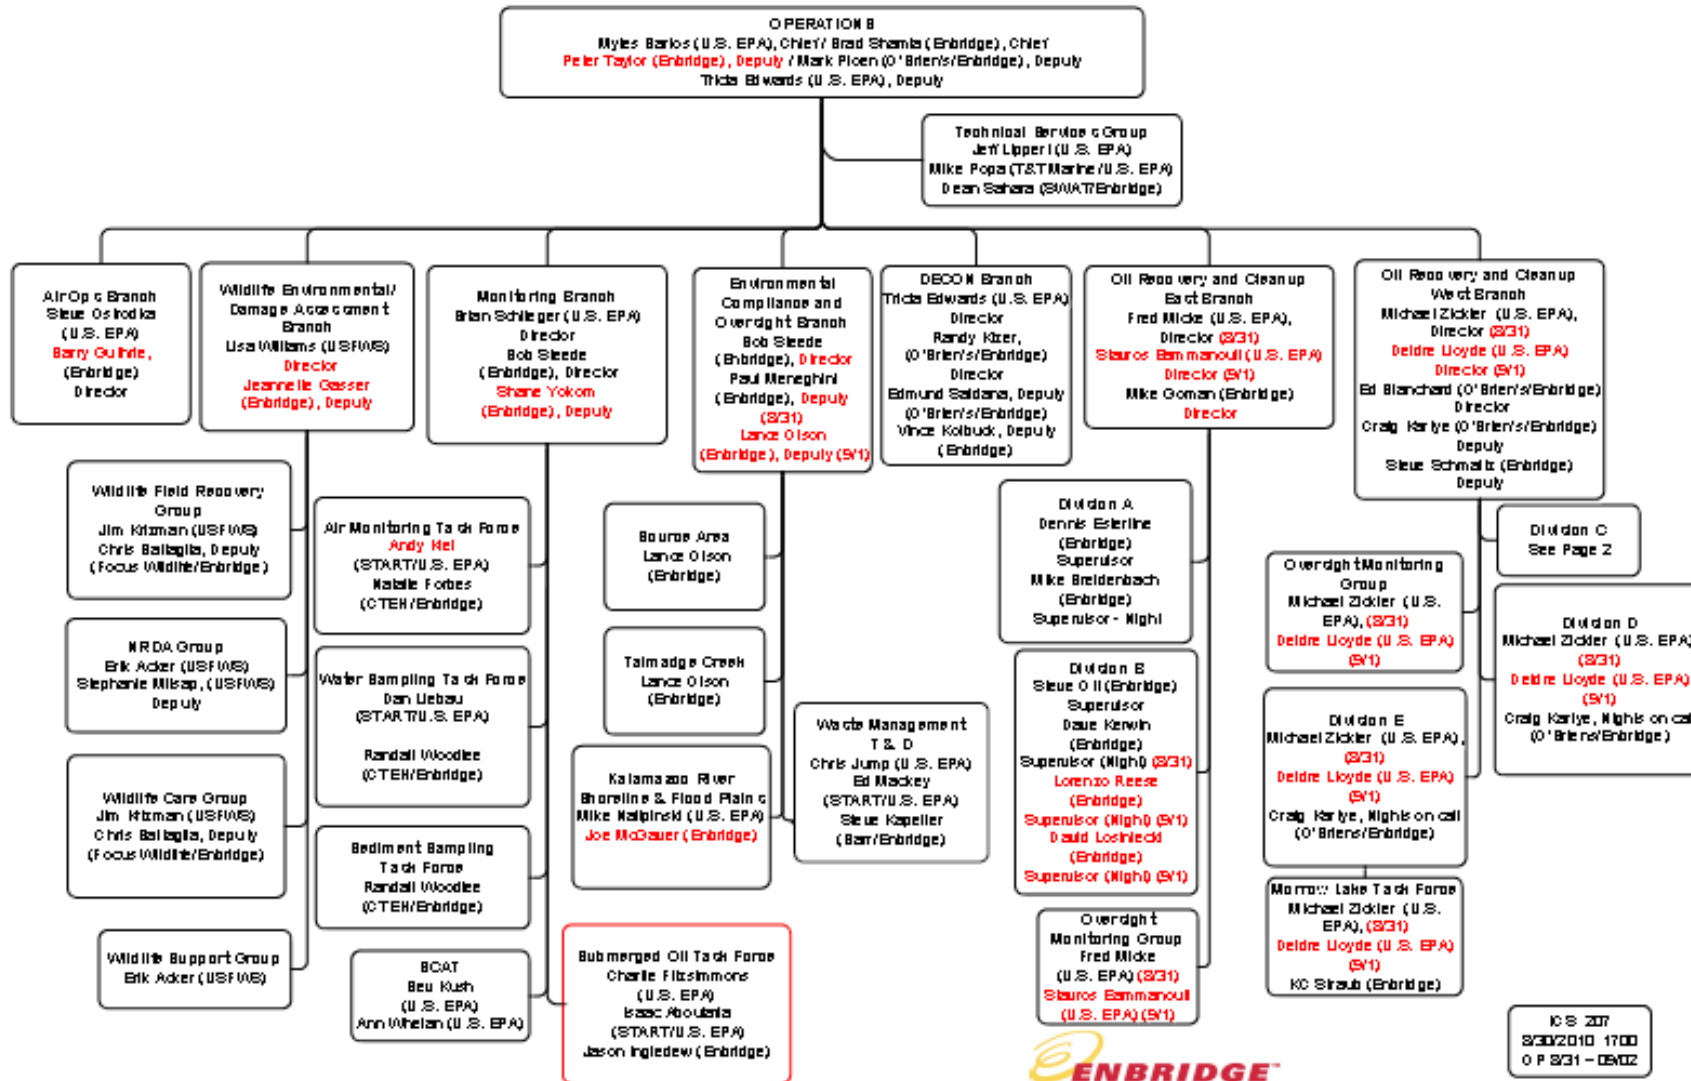 OPERATIONS
Myles Bartos (U.S. EPA), Chief / Brad Shamla (Enbridge), Chief
Peter Taylor (Enbridge), Deputy / Mark Ploen (O'Brien's/Enbridge), Deputy
Tricia Edwards (U.S. EPA), Deputy
Technical Services Group
Jeff Lippert (U.S. EPA)
Mike Popa (T&T Marine/U.S. EPA)
Dean Sahara (SWAT/Enbridge)
Air Ops Branch
Steve Ostrodka
(U.S. EPA)
Barry Guthrie,
(Enbridge)
Director
Wildlife Environmental/
Damage Assessment
Branch
Lisa Williams (USFWS)
Director
Jeannette Gasser
(Enbridge), Deputy
Monitoring Branch
Brian Schlieger (U.S. EPA)
Director
Bob Steede
(Enbridge), Director
Shane Yokom
(Enbridge), Deputy
Environmental
Compliance and
Oversight Branch
Bob Steede
(Enbridge), Director
Paul Meneghini
(Enbridge), Deputy
(8/31)
Lance Olson
(Enbridge), Deputy (9/1)
DECON Branch
Tricia Edwards (U.S. EPA)
Director
Randy Kizer,
(O'Brien's/Enbridge)
Director
Edmund Saldana, Deputy
(O'Brien's/Enbridge)
Vince Kolbuck, Deputy
(Enbridge)
Oil Recovery and Cleanup
East Branch
Fred Micke (U.S. EPA),
Director (8/31)
Stavros Emmanouil (U.S. EPA)
Director (9/1)
Mike Goman (Enbridge)
Director
Oil Recovery and Cleanup
West Branch
Michael Zickler (U.S. EPA),
Director (8/31)
Deidre Lloyde (U.S. EPA)
Director (9/1)
Ed Blanchard (O'Brien's/Enbridge)
Director
Craig Kartye (O'Brien's/Enbridge)
Deputy
Steve Schmaltz (Enbridge)
Deputy
Wildlife Field Recovery
Group
Jim Krizman (USFWS)
Chris Battaglia, Deputy
(Focus Wildlife/Enbridge)
NRDA Group
Erik Acker (USFWS)
Stephanie Milsap, (USFWS)
Deputy
Wildlife Care Group
Jim Krizman (USFWS)
Chris Battaglia, Deputy
(Focus Wildlife/Enbridge)
Wildlife Support Group
Erik Acker (USFWS)
Air Monitoring Task Force
Andy
(START/U.S. EPA)
Natalie Forbes
(CTEH/Enbridge)
Water Sampling Task Force
Dan Liebau
(START/U.S. EPA)
Randall Woodlee
(CTEH/Enbridge)
Sediment Sampling
Task Force
Randall Woodlee
(CTEH/Enbridge)
SCAT
Bev Kush
(U.S. EPA)
Ann Whelan (U.S. EPA)
Submerged Oil Task Force
Charlie Fitzsimmons
(U.S. EPA)
Isaac Aboulafia
(START/U.S. EPA)
Jason Ingledew (Enbridge)
Source Area
Lance Olson
(Enbridge)
Talmadge Creek
Lance Olson
(Enbridge)
Kalamazoo River
Shoreline & Flood Plains
Mike Nalipinski (U.S. EPA)
Joe McGauer (Enbridge)
Waste Management
T & D
Chris Jump (U.S. EPA)
Ed Mackey
(START/U.S. EPA)
Steve Kapeller
(Barr/Enbridge)
Division A
Dennis Esterline
(Enbridge)
Supervisor
Mike Breidenbach
(Enbridge)
Supervisor - Night
Division B
Steve Ott (Enbridge)
Supervisor
Dave Kerwin
(Enbridge)
Supervisor (Night) (8/31)
Lorenzo Reese
(Enbridge)
Supervisor (Night) (9/1)
David Losiniecki
(Enbridge)
Supervisor (Night) (9/1)
Oversight
Monitoring Group
Fred Micke
(U.S. EPA) (8/31)
Stavros Emmanouil
(U.S. EPA) (9/1)
Division C
See Page 2
Oversight Monitoring
Group
Michael Zickler (U.S.
EPA), (8/31)
Deidre Lloyde (U.S. EPA)
(9/1)
Division D
Michael Zickler (U.S. EPA)
(8/31)
Deidre Lloyde (U.S. EPA)
(9/1)
Craig Kartye, Nights on call
(O'Briens/Enbridge)
Division E
Michael Zickler (U.S. EPA),
(8/31)
Deidre Lloyde (U.S. EPA)
(9/1)
Craig Kartye, Nights on call
(O'Briens/Enbridge)
Morrow Lake Task Force
Michael Zickler (U.S.
EPA), (8/31)
Deidre Lloyde (U.S. EPA)
(9/1)
KC Straub (Enbridge)
ICS 207
8/30/2010 1700
OP 8/31 - 09/02
ENBRIDGE™